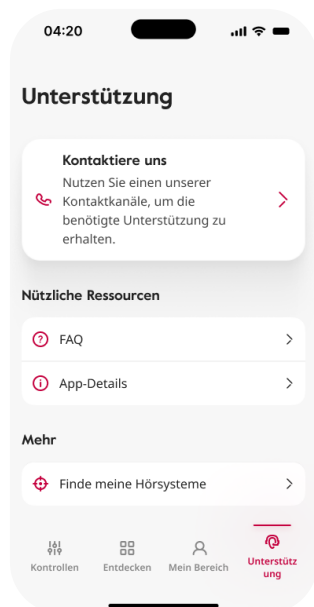 04:20
Unterstützung
Kontaktiere uns
Nutzen Sie einen unserer
Kontaktkanäle, um die
benötigte Unterstützung zu
erhalten.
Nützliche Ressourcen
FAQ
App-Details
Mehr
Finde meine Hörsysteme
Kontrollen
Entdecken
Mein Bereich
Unterstütz
ung